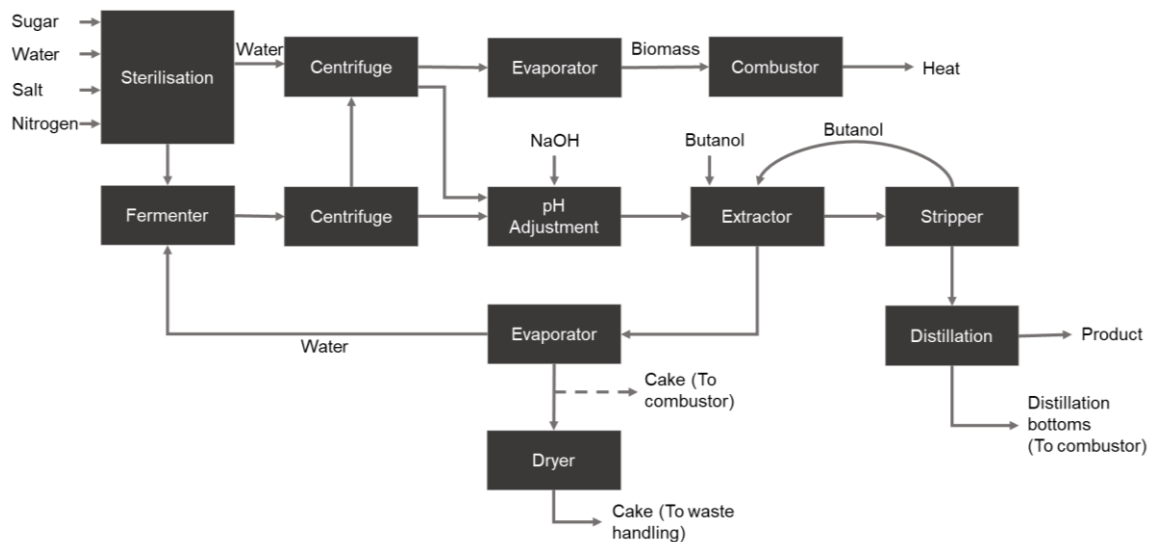 Sugar
Water
Salt
Nitrogen
Sterilisation
Water
Centrifuge
Evaporator
Biomass
Combustor
Heat
Fermenter
Centrifuge
NaOH
pH
Adjustment
Butanol
Extractor
Butanol
Stripper
Evaporator
Water
Distillation
Product
Cake (To
combustor)
Distillation
bottoms
(To combustor)
Dryer
Cake (To waste
handling)